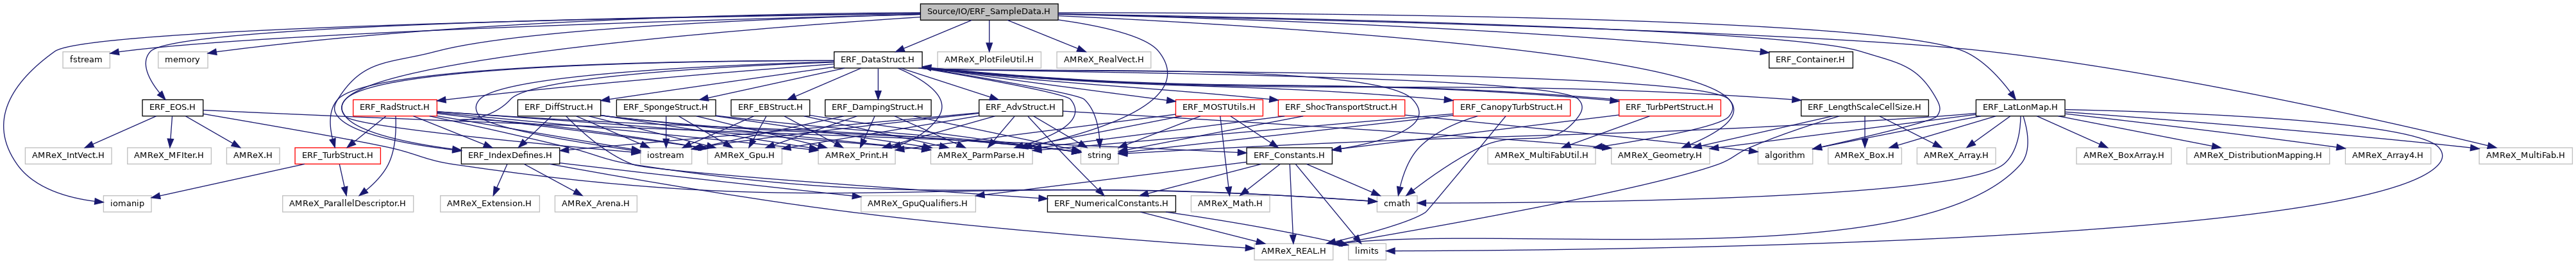 Source/IO/ERF_SampleData.H
fstream
memory
ERF_DataStruct.H
AMReX_PlotFileUtil.H
AMReX_RealVect.H
ERF_Container.H
ERF_EOS.H
ERF_RadStruct.H
ERF_DiffStruct.H
ERF_SpongeStruct.H
ERF_EBStruct.H
ERF_DampingStruct.H
ERF_AdvStruct.H
ERF_MOSTUtils.H
ERF_ShocTransportStruct.H
ERF_CanopyTurbStruct.H
ERF_TurbPertStruct.H
ERF_LengthScaleCellSize.H
ERF_LatLonMap.H
AMReX_IntVect.H
AMReX_MFIter.H
AMReX.H
ERF_TurbStruct.H
ERF_IndexDefines.H
iostream
AMReX_Gpu.H
AMReX_Print.H
AMReX_ParmParse.H
string
ERF_Constants.H
AMReX_MultiFabUtil.H
AMReX_Geometry.H
algorithm
AMReX_Box.H
AMReX_Array.H
AMReX_BoxArray.H
AMReX_DistributionMapping.H
AMReX_Array4.H
AMReX_MultiFab.H
iomanip
AMReX_ParallelDescriptor.H
AMReX_Extension.H
AMReX_Arena.H
AMReX_GpuQualifiers.H
ERF_NumericalConstants.H
AMReX_Math.H
cmath
AMReX_REAL.H
limits